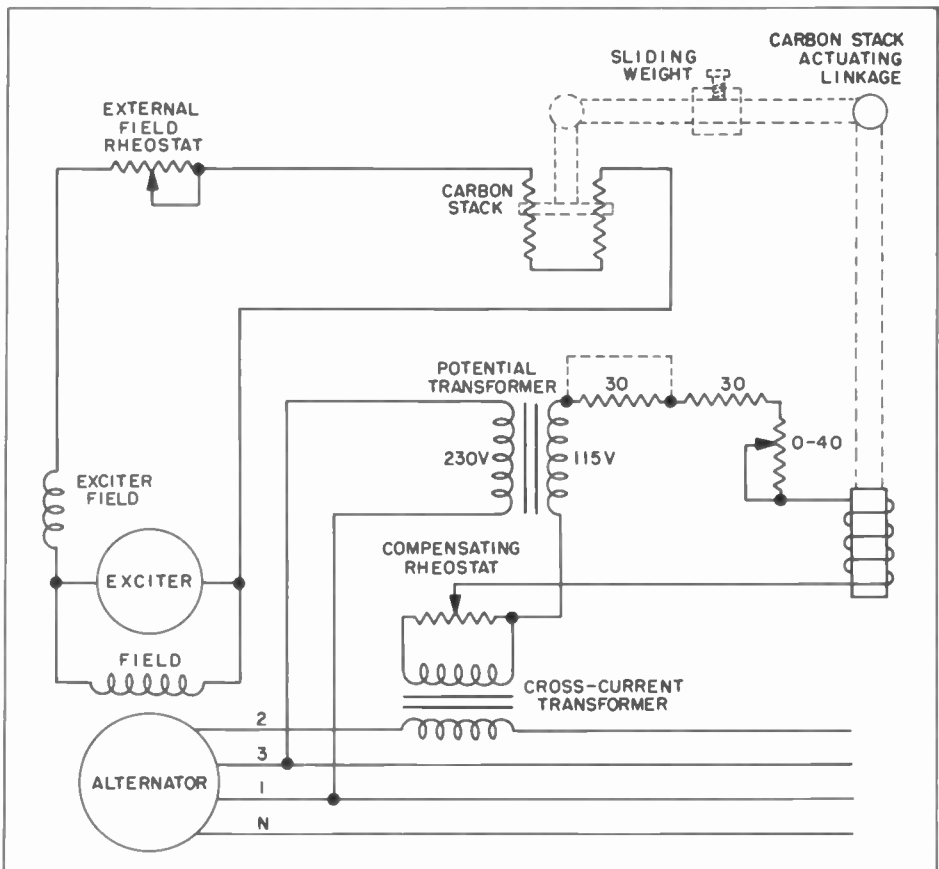 CARBON STACK
ACTUATING
LINKAGE
SLIDING
WEIGHT
EXTERNAL
FIELD
RHEOSTAT
CARBON
STACK
POTENTIAL
TRANSFORMER
30
30
0-40
230V
115V
EXCITER
FIELD
COMPENSATING
RHEOSTAT
EXCITER
FIELD
CROSS-CURRENT
TRANSFORMER
2
3
ALTERNATOR
1
N